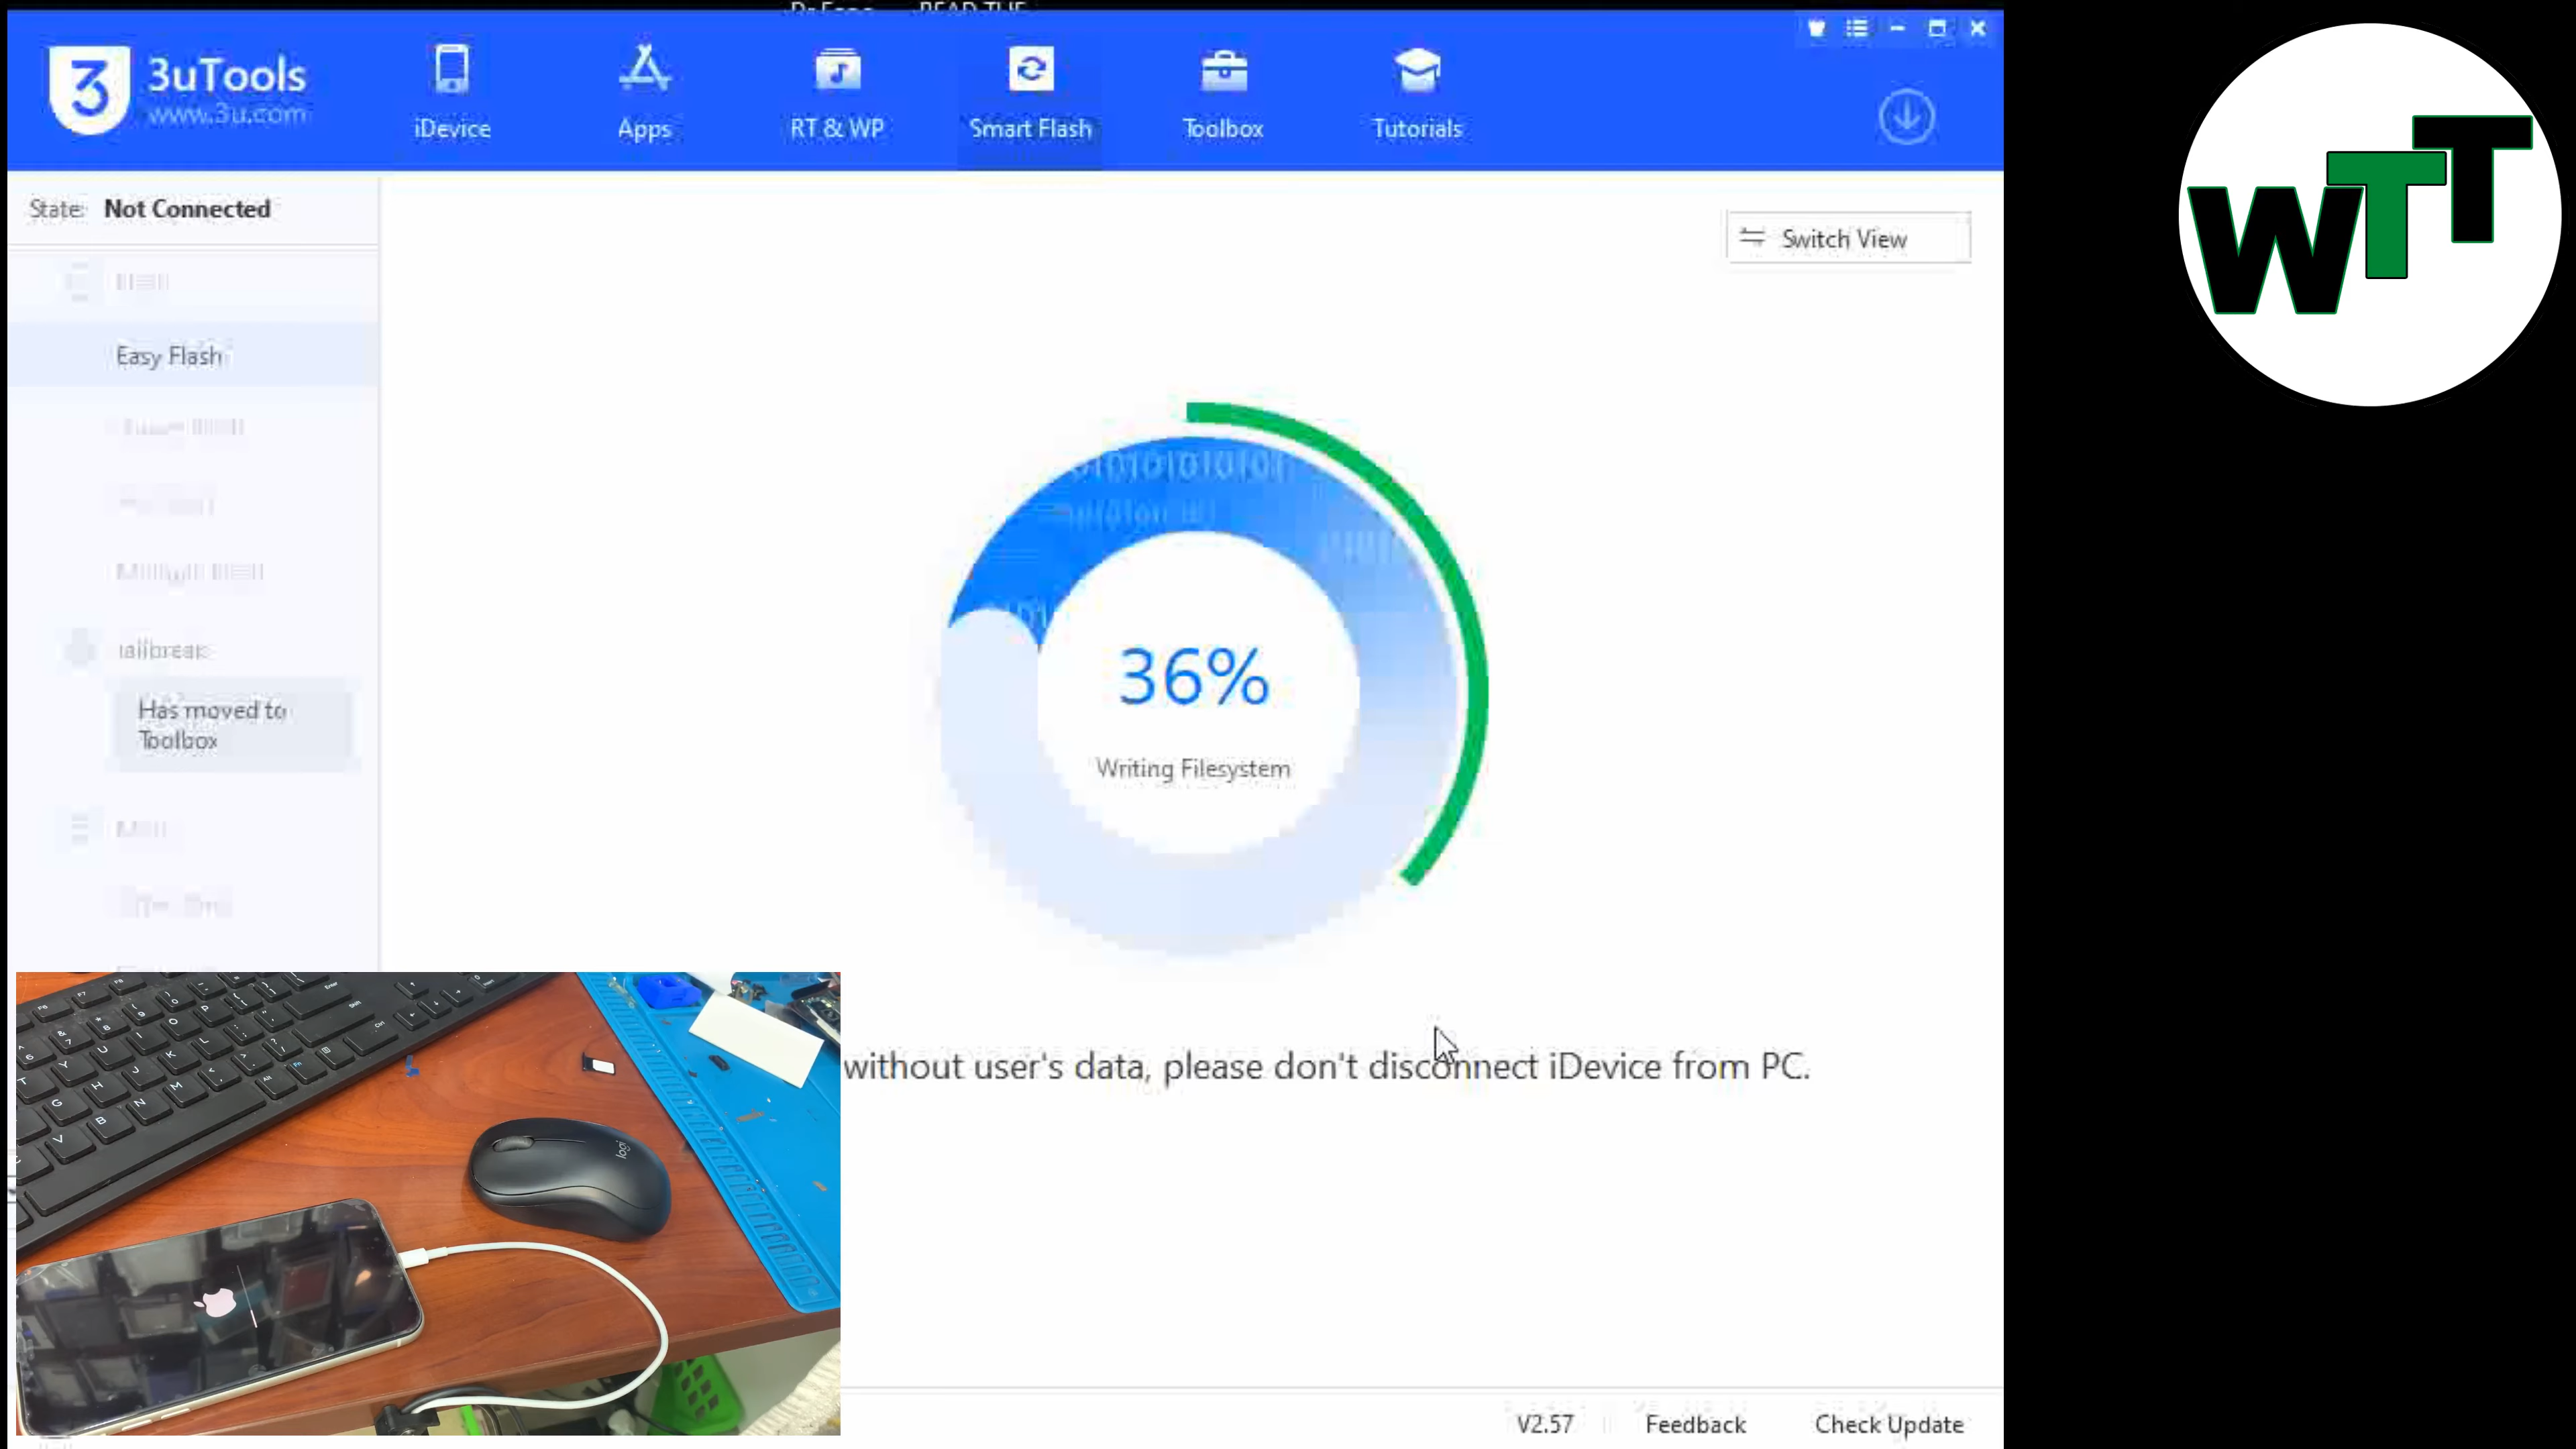 3uTools
www.3u.com
iDevice
Apps
RT & WP
Smart Flash
Toolbox
Tutorials
State: Not Connected
Switch View
Easy Flash
Has moved to
Toolbox
36%
Writing Filesystem
without user's data, please don't disconnect iDevice from PC.
V2.57
Feedback
Check Update
WTT
logi